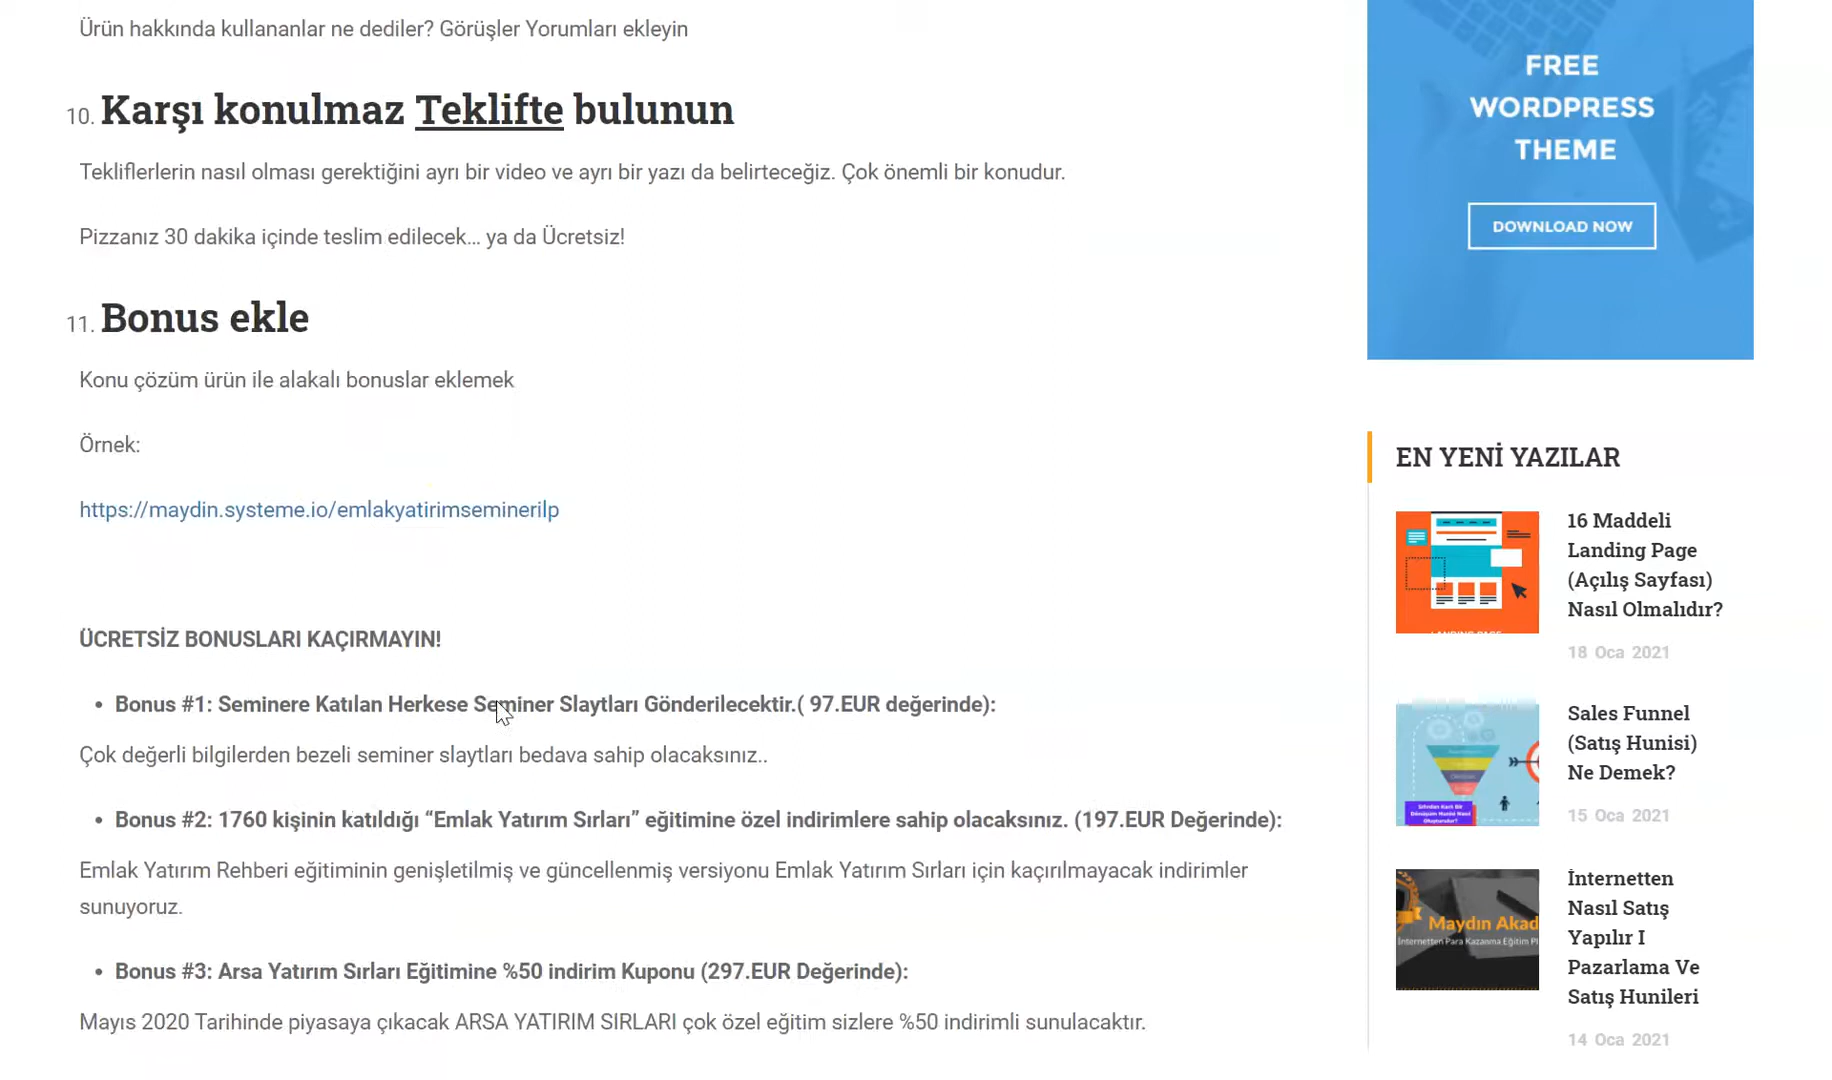 Ürün hakkında kullananlar ne dediler? Görüşler Yorumları ekleyin
10. Karşı konulmaz Teklifte bulunun
Tekliflerlerin nasıl olması gerektiğini ayrı bir video ve ayrı bir yazı da belirteceğiz. Çok önemli bir konudur.
Pizzanız 30 dakika içinde teslim edilecek... ya da Ücretsiz!
11. Bonus ekle
Konu çözüm ürün ile alakalı bonuslar eklemek
Örnek:
https://maydin.systeme.io/emlakyatirimseminerilp
ÜCRETSİZ BONUSLARI KAÇIRMAYIN!
• Bonus #1: Seminere Katılan Herkese Seminer Slaytları Gönderilecektir.( 97.EUR değerinde):
Çok değerli bilgilerden bezeli seminer slaytları bedava sahip olacaksınız..
• Bonus #2: 1760 kişinin katıldığı “Emlak Yatırım Sırları” eğitimine özel indirimlere sahip olacaksınız. (197.EUR Değerinde):
Emlak Yatırım Rehberi eğitiminin genişletilmiş ve güncellenmiş versiyonu Emlak Yatırım Sırları için kaçırılmayacak indirimler
sunuyoruz.
• Bonus #3: Arsa Yatırım Sırları Eğitimine %50 indirim Kuponu (297.EUR Değerinde):
Mayıs 2020 Tarihinde piyasaya çıkacak ARSA YATIRIM SIRLARI çok özel eğitim sizlere %50 indirimli sunulacaktır.
FREE
WORDPRESS
THEME
DOWNLOAD NOW
EN YENİ YAZILAR
16 Maddeli
Landing Page
(Açılış Sayfası)
Nasıl Olmalıdır?
18 Oca 2021
Sales Funnel
(Satış Hunisi)
Ne Demek?
15 Oca 2021
Maydın Akad
İnternetten Para Kazanma Eğitim Pl
İnternetten
Nasıl Satış
Yapılır I
Pazarlama Ve
Satış Hunileri
14 Oca 2021